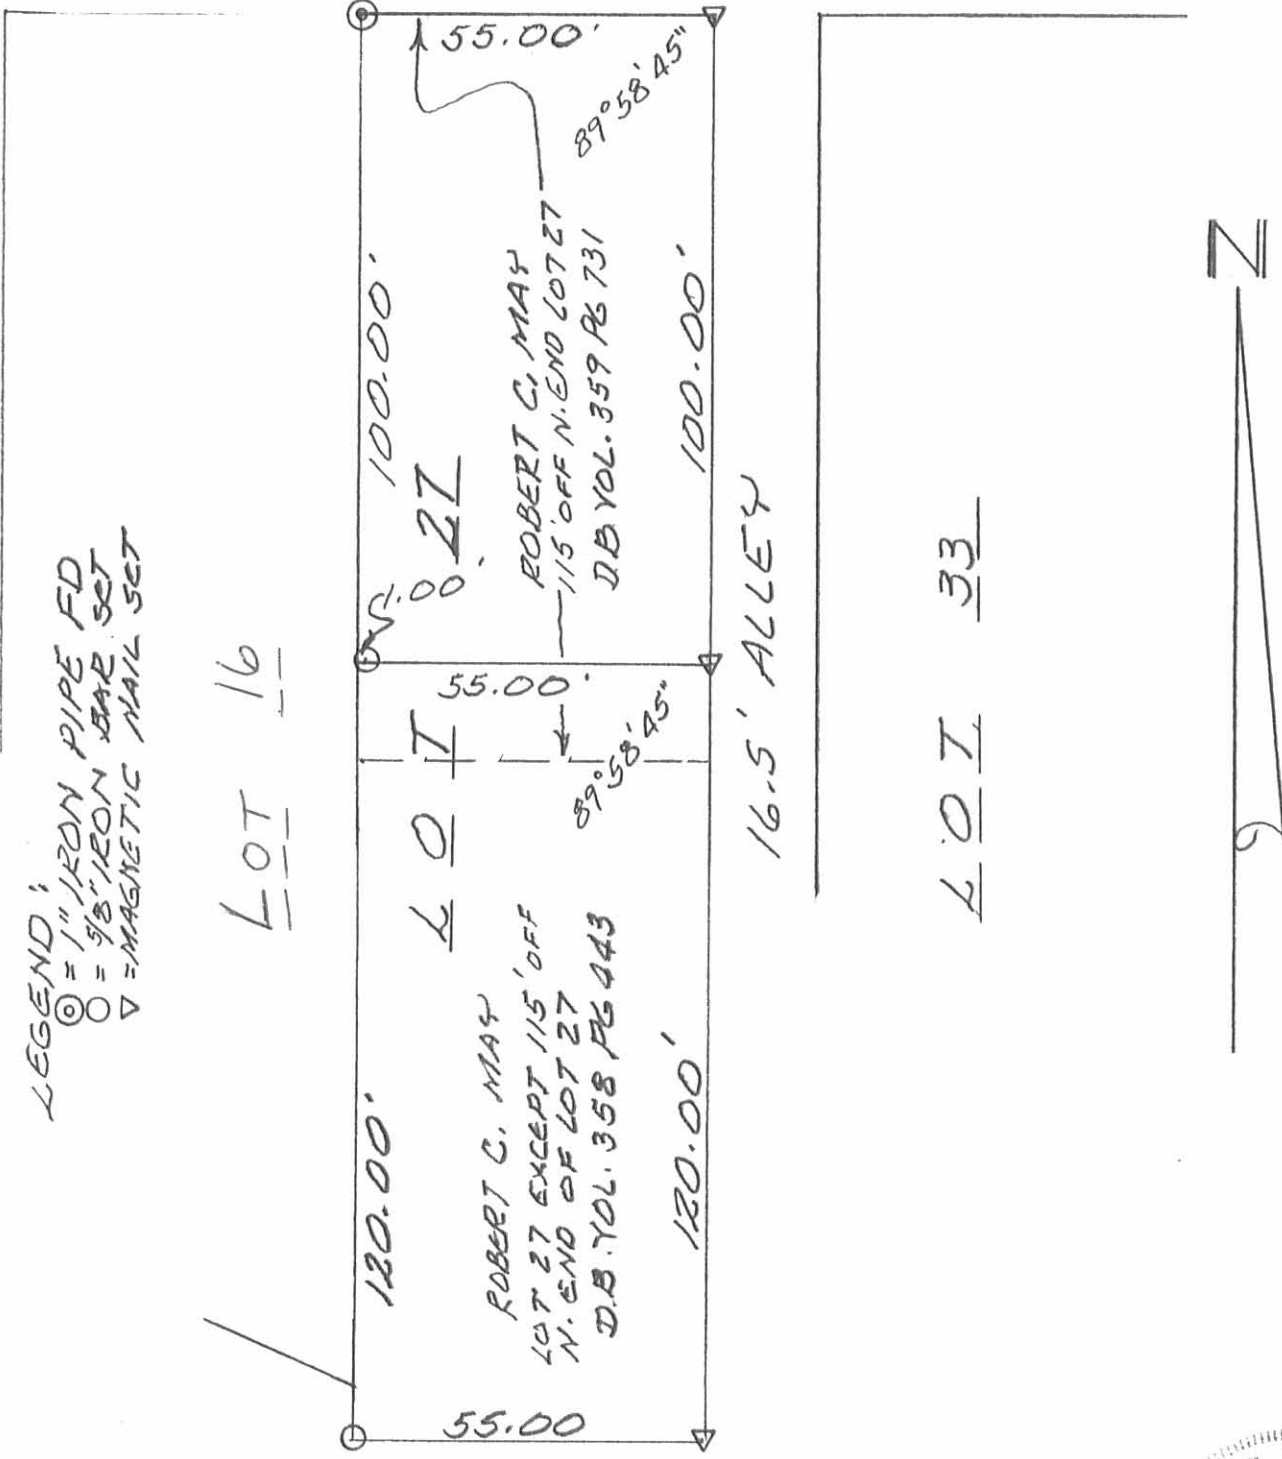 LEGEND:
= 1" IRON PIPE FD
= 5/8" IRON BAR SET
= MAGNETIC NAIL SET
LOT 16
55.00'
89°58'45"
100.00'
LOT 27
1.00'
ROBERT C. MAY
115' OFF N. END LOT 27
D.B. VOL. 359 PG 731
100.00'
55.00'
89°58'45"
120.00'
ROBERT C. MAY
LOT 27 EXCEPT 115' OFF
N. END OF LOT 27
D.B. VOL. 358 PG 443
120.00'
55.00
16.5' ALLEY
LOT 33
N